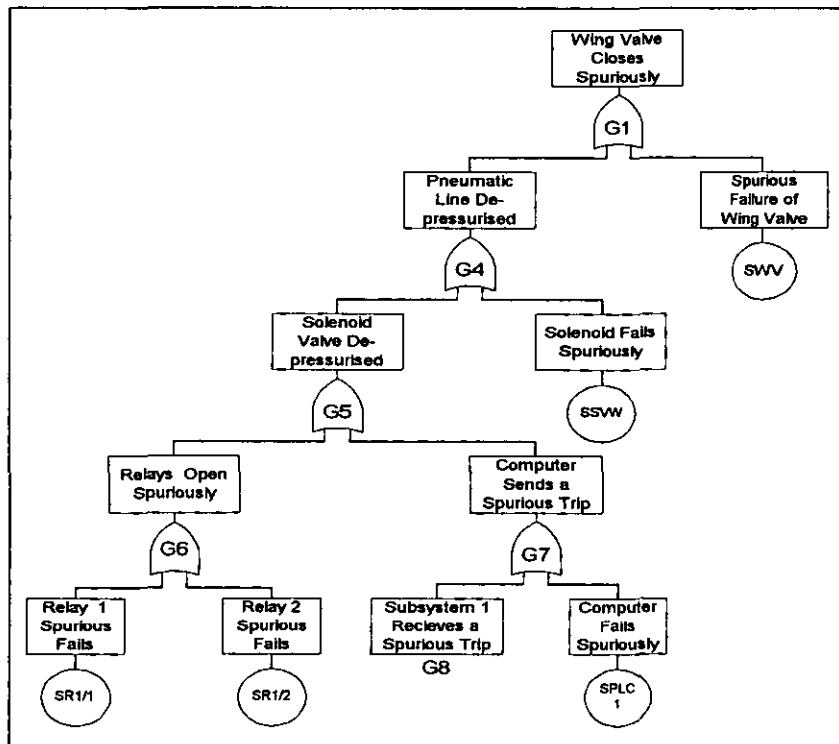 Wing Valve
Closes
Spuriously
G1
Pneumatic
Line De-
pressurised
Spurious
Failure of
Wing Valve
G4
SWV
Solenoid
Valve De-
pressurised
Solenoid Fails
Spuriously
G5
SSVW
Relays Open
Spuriously
Computer
Sends a
Spurious Trip
G6
G7
Relay 1
Spurious
Fails
Relay 2
Spurious
Fails
Subsystem 1
Recieves a
Spurious Trip
G8
Computer
Fails
Spuriously
SR1/1
SR1/2
SPLC
1